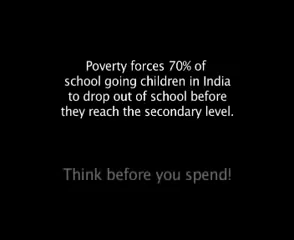 Poverty forces 70% of
school going children in India
to drop out of school before
they reach the secondary level.
Think before you spend!